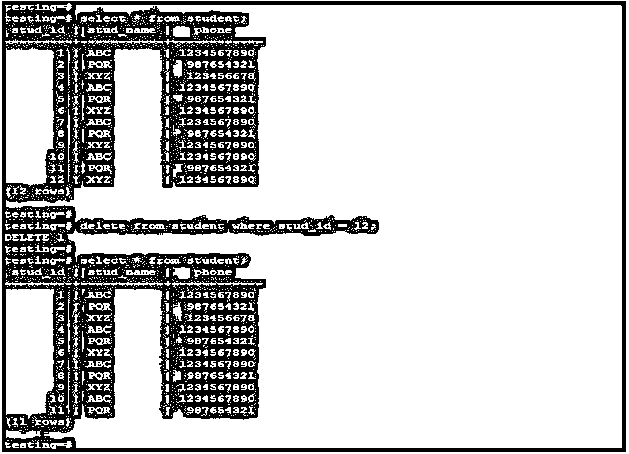 testing=#
testing=# select * from student;
stud_id | stud_name | phone
1 | ABC | 1234567890
2 | PQR | 987654321
3 | XYZ | 123456678
4 | ABC | 1234567890
5 | PQR | 987654321
6 | XYZ | 1234567890
7 | ABC | 1234567890
8 | PQR | 987654321
9 | XYZ | 1234567890
10 | ABC | 1234567890
11 | PQR | 987654321
12 | XYZ | 1234567890
(12 rows)
testing=#
testing=# delete from student where stud_id = 12;
DELETE 1
testing=#
testing=# select * from student;
stud_id | stud_name | phone
1 | ABC | 1234567890
2 | PQR | 987654321
3 | XYZ | 123456678
4 | ABC | 1234567890
5 | PQR | 987654321
6 | XYZ | 1234567890
7 | ABC | 1234567890
8 | PQR | 987654321
9 | XYZ | 1234567890
10 | ABC | 1234567890
11 | PQR | 987654321
(11 rows)
testing=#